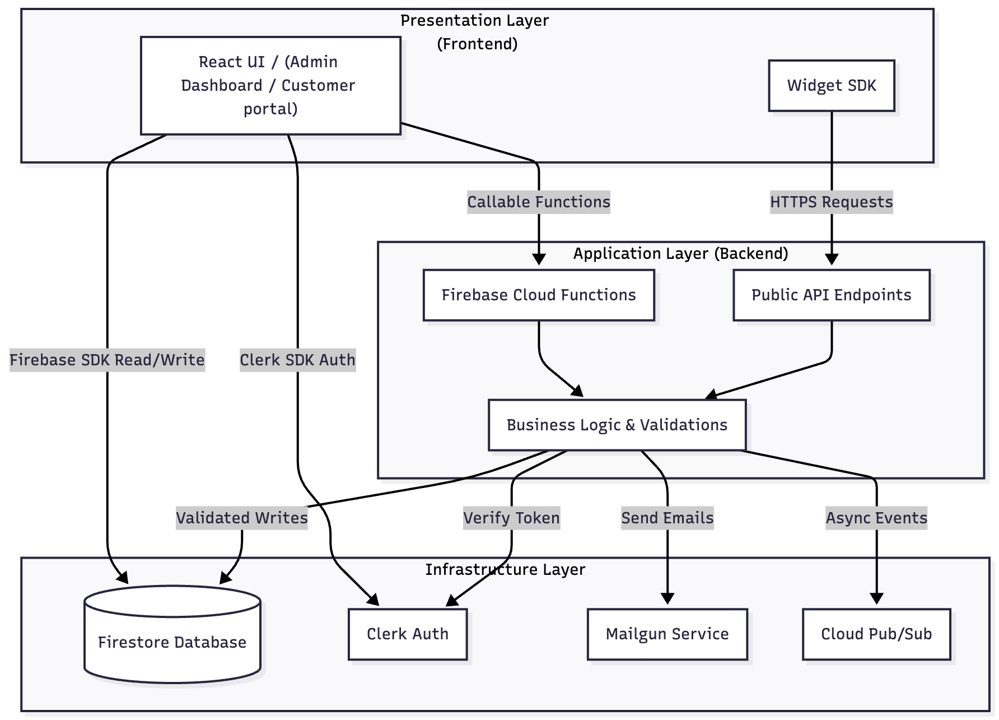 Presentation Layer
(Frontend)
React UI / (Admin
Dashboard / Customer
portal)
Widget SDK
Callable Functions
HTTPS Requests
Application Layer (Backend)
Firebase Cloud Functions
Public API Endpoints
Firebase SDK Read/Write
Clerk SDK Auth
Business Logic & Validations
Validated Writes
Verify Token
Send Emails
Async Events
Infrastructure Layer
Firestore Database
Clerk Auth
Mailgun Service
Cloud Pub/Sub